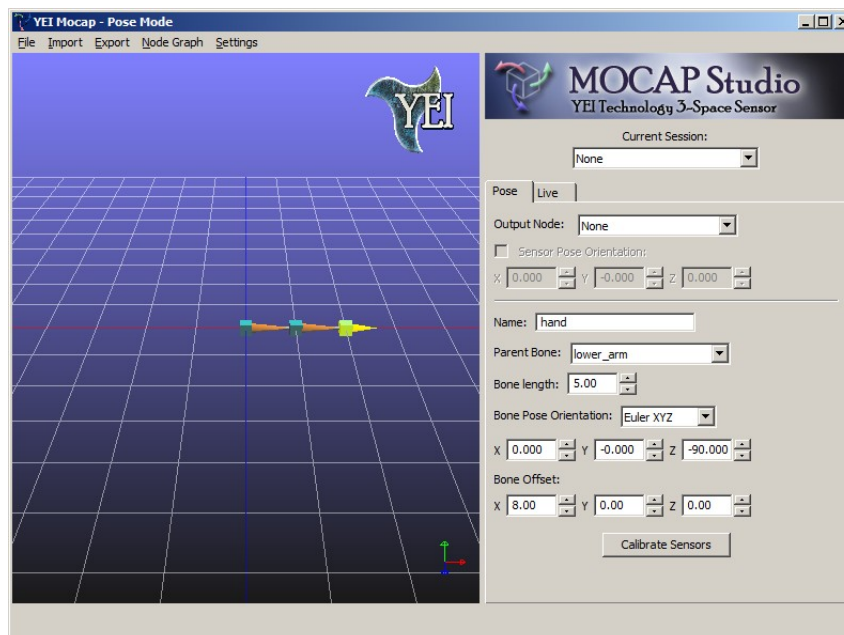 YEI Mocap - Pose Mode
File Import Export Node Graph Settings
YEI
MOCAP Studio
YEI Technology 3-Space Sensor
Current Session:
None
Pose Live
Output Node: None
Sensor Pose Orientation:
X 0.000 Y -0.000 Z 0.000
Name: hand
Parent Bone: lower_arm
Bone length: 5.00
Bone Pose Orientation: Euler XYZ
X 0.000 Y -0.000 Z -90.000
Bone Offset:
X 8.00 Y 0.00 Z 0.00
Calibrate Sensors